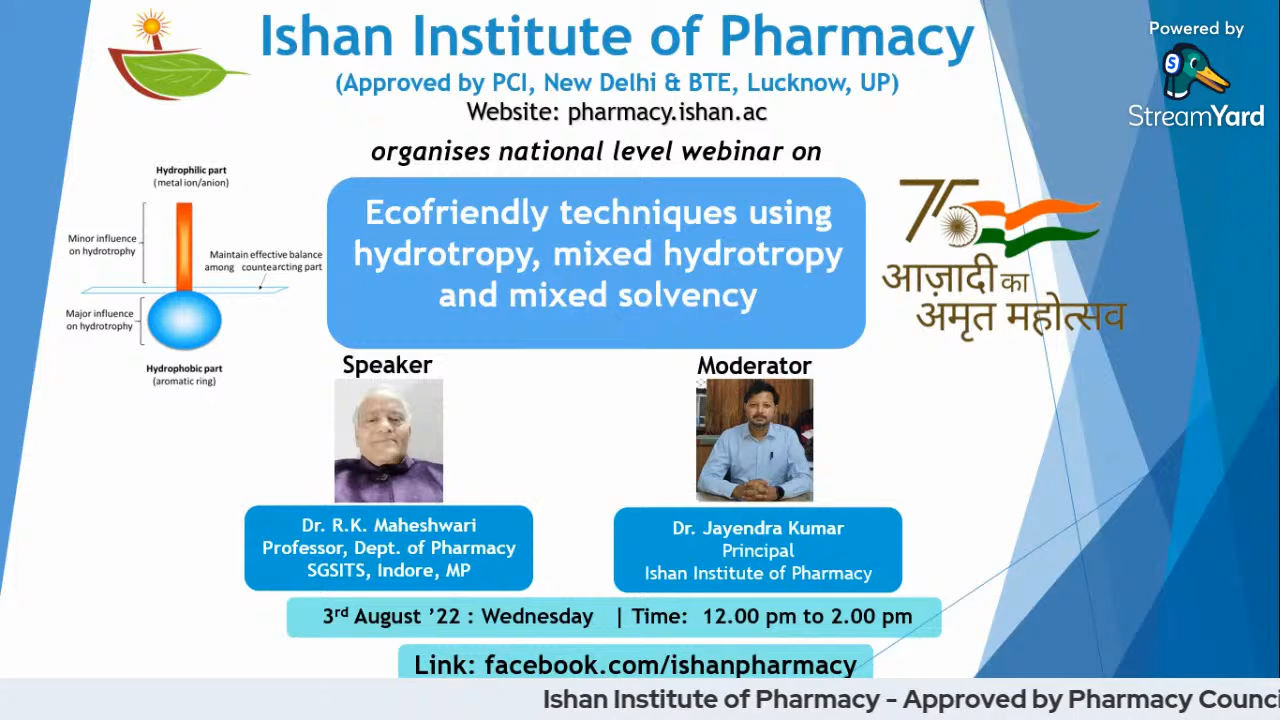 Ishan Institute of Pharmacy
(Approved by PCI, New Delhi & BTE, Lucknow, UP)
Website: pharmacy.ishan.ac
organises national level webinar on
Powered by
StreamYard
Hydrophilic part
(metal ion/anion)
Minor influence
on hydrotrophy
Maintain effective balance
among countearcting part
Major influence
on hydrotrophy
Hydrophobic part
(aromatic ring)
Ecofriendly techniques using
hydrotropy, mixed hydrotropy
and mixed solvency
75
आज़ादी का
अमृत महोत्सव
Speaker
Moderator
Dr. R.K. Maheshwari
Professor, Dept. of Pharmacy
SGSITS, Indore, MP
Dr. Jayendra Kumar
Principal
Ishan Institute of Pharmacy
3rd August ’22 : Wednesday | Time: 12.00 pm to 2.00 pm
Link: facebook.com/ishanpharmacy
Ishan Institute of Pharmacy - Approved by Pharmacy Counci